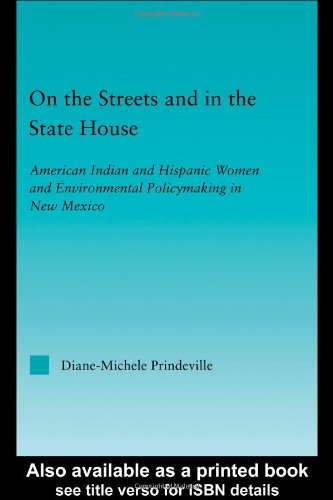 On the Streets and in the
State House
American Indian and Hispanic Women
and Environmental Policymaking in
New Mexico
Diane-Michele Prindeville
Also available as a printed book
see title verso for ISBN details